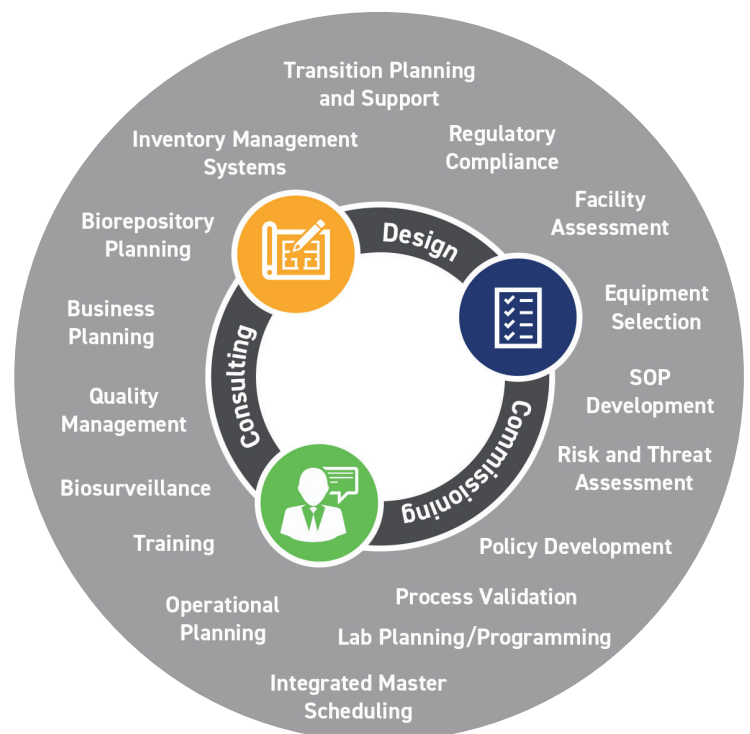 Transition Planning
and Support
Regulatory
Compliance
Inventory Management
Systems
Facility
Assessment
Biorepository
Planning
Design
Equipment
Selection
Business
Planning
Consulting
SOP
Development
Quality
Management
Commissioning
Risk and Threat
Assessment
Biosurveillance
Training
Policy Development
Process Validation
Operational
Planning
Lab Planning/Programming
Integrated Master
Scheduling